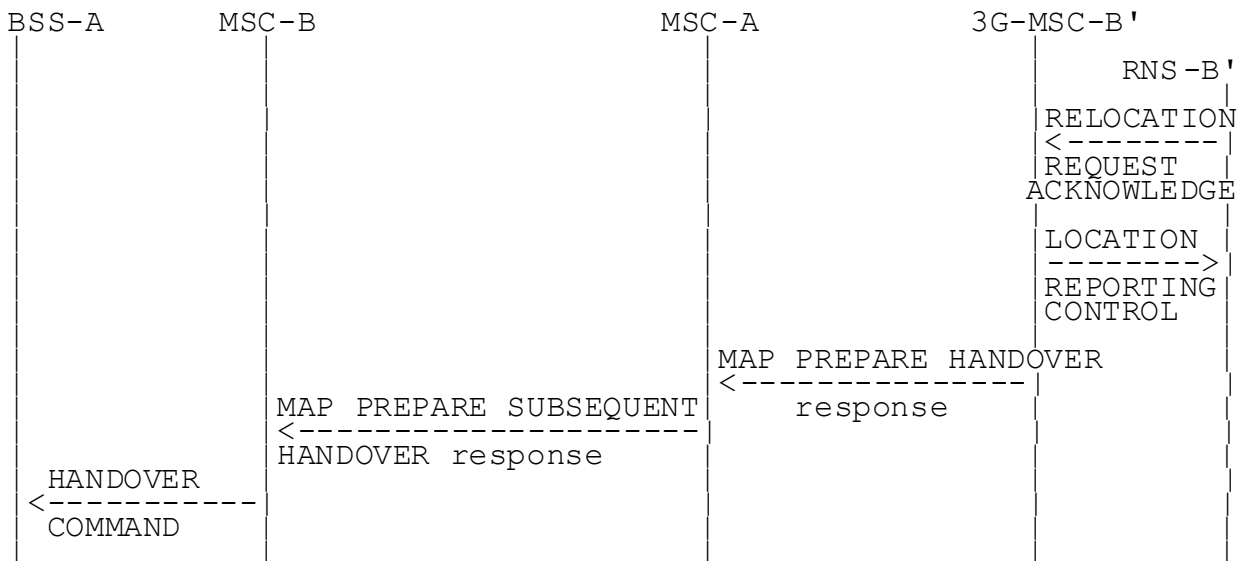 BSS-A MSC-B MSC-A 3G-MSC-B'
RNS-B'
RELOCATION
REQUEST
ACKNOWLEDGE
LOCATION
REPORTING
CONTROL
MAP PREPARE HANDOVER
response
MAP PREPARE SUBSEQUENT
HANDOVER response
HANDOVER
COMMAND